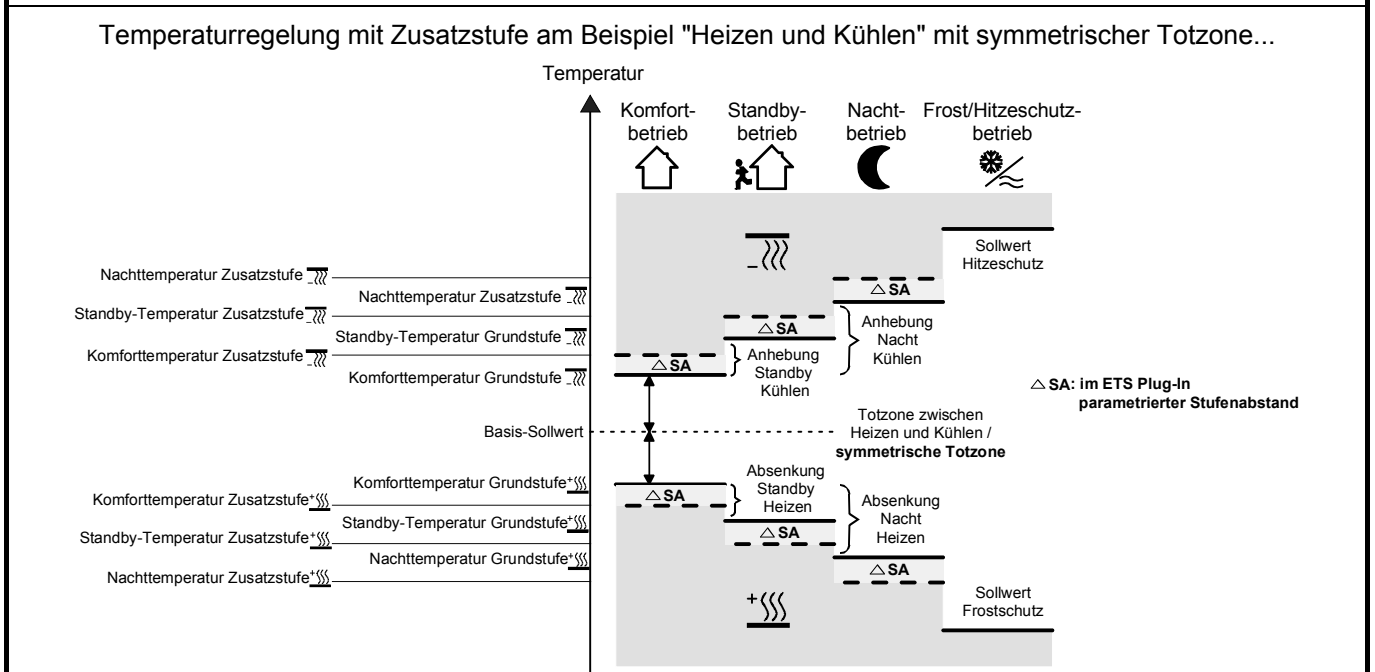 Temperaturregelung mit Zusatzstufe am Beispiel "Heizen und Kühlen" mit symmetrischer Totzone...
Temperatur
Komfort-
betrieb
Standby-
betrieb
Nacht-
betrieb
Frost/Hitzeschutz-
betrieb
Nachttemperatur Zusatzstufe
Nachttemperatur Zusatzstufe
Standby-Temperatur Zusatzstufe
Standby-Temperatur Grundstufe
Komforttemperatur Zusatzstufe
Komforttemperatur Grundstufe
Basis-Sollwert
Komforttemperatur Grundstufe
Komforttemperatur Zusatzstufe
Standby-Temperatur Grundstufe
Standby-Temperatur Zusatzstufe
Nachttemperatur Grundstufe
Nachttemperatur Zusatzstufe
△ SA
Anhebung
Standby
Kühlen
△ SA
△ SA
Anhebung
Nacht
Kühlen
Sollwert
Hitzeschutz
△ SA: im ETS Plug-In
parametrierter Stufenabstand
Totzone zwischen
Heizen und Kühlen /
symmetrische Totzone
△ SA
Absenkung
Standby
Heizen
△ SA
Absenkung
Nacht
Heizen
△ SA
Sollwert
Frostschutz